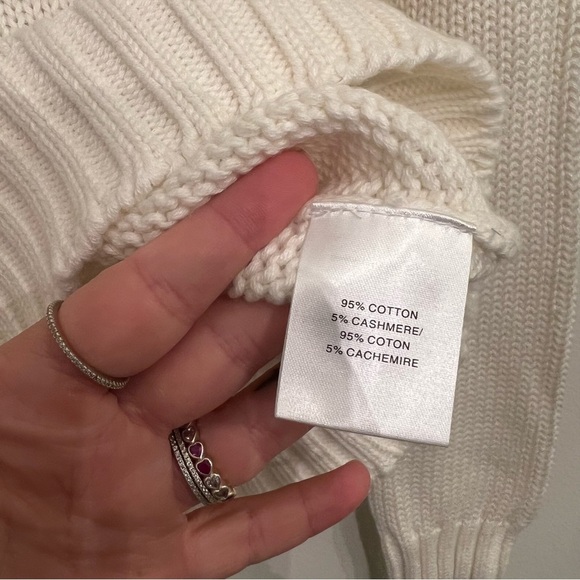 95% COTTON
5% CASHMERE/
95% COTON
5% CACHEMIRE